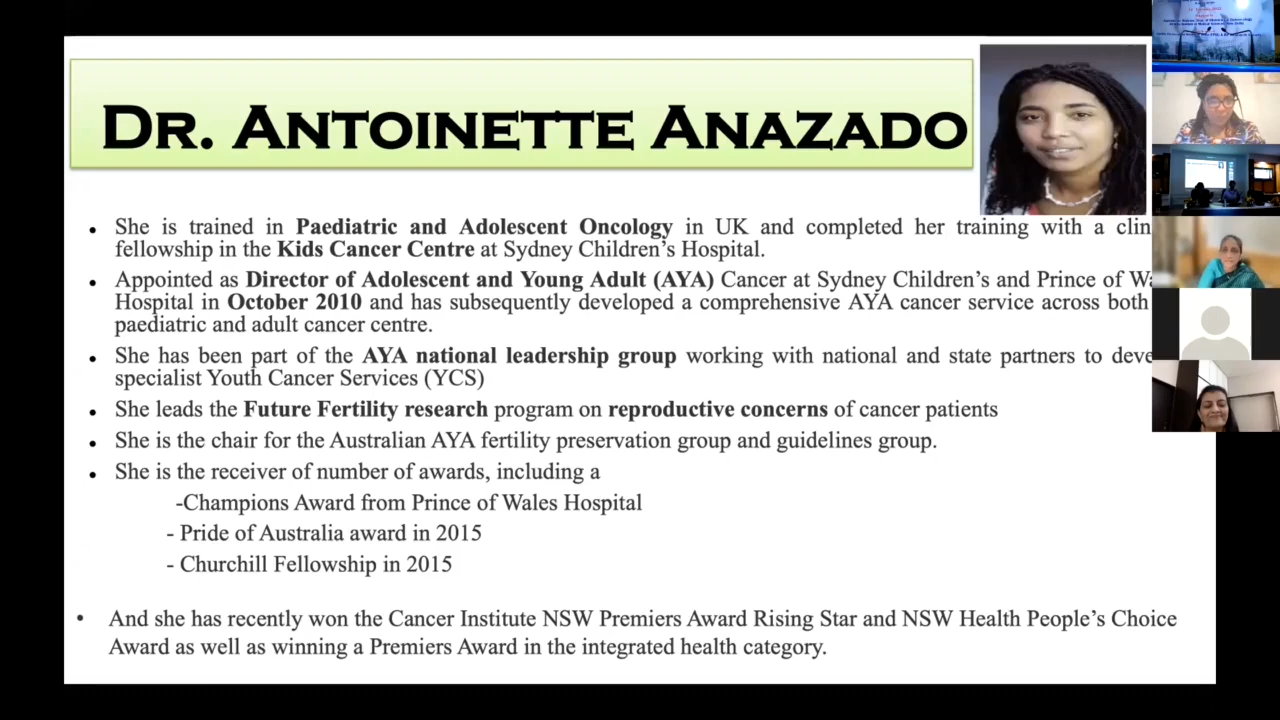 DR. ANTOINETTE ANAZADO
She is trained in Paediatric and Adolescent Oncology in UK and completed her training with a clin
fellowship in the Kids Cancer Centre at Sydney Children's Hospital.
Appointed as Director of Adolescent and Young Adult (AYA) Cancer at Sydney Children's and Prince of Wa
Hospital in October 2010 and has subsequently developed a comprehensive AYA cancer service across both
paediatric and adult cancer centre.
She has been part of the AYA national leadership group working with national and state partners to deve
specialist Youth Cancer Services (YCS)
She leads the Future Fertility research program on reproductive concerns of cancer patients
She is the chair for the Australian AYA fertility preservation group and guidelines group.
She is the receiver of number of awards, including a
-Champions Award from Prince of Wales Hospital
- Pride of Australia award in 2015
- Churchill Fellowship in 2015
And she has recently won the Cancer Institute NSW Premiers Award Rising Star and NSW Health People's Choice
Award as well as winning a Premiers Award in the integrated health category.